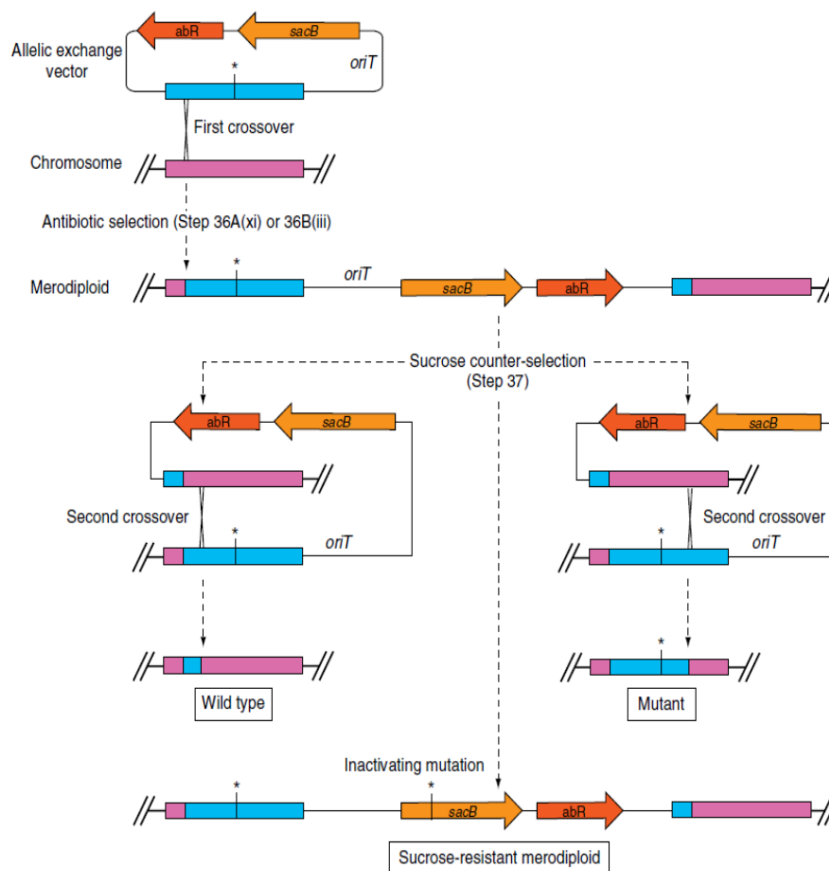 abR
sacB
Allelic exchange
vector
oriT
*
First crossover
Chromosome
Antibiotic selection (Step 36A(xi) or 36B(iii)
*
oriT
Merodiploid
sacB
abR
Sucrose counter-selection
(Step 37)
abR
sacB
abR
sacB
Second crossover
*
oriT
*
Second crossover
oriT
*
Wild type
Mutant
Inactivating mutation
*
*
sacB
abR
Sucrose-resistant merodiploid